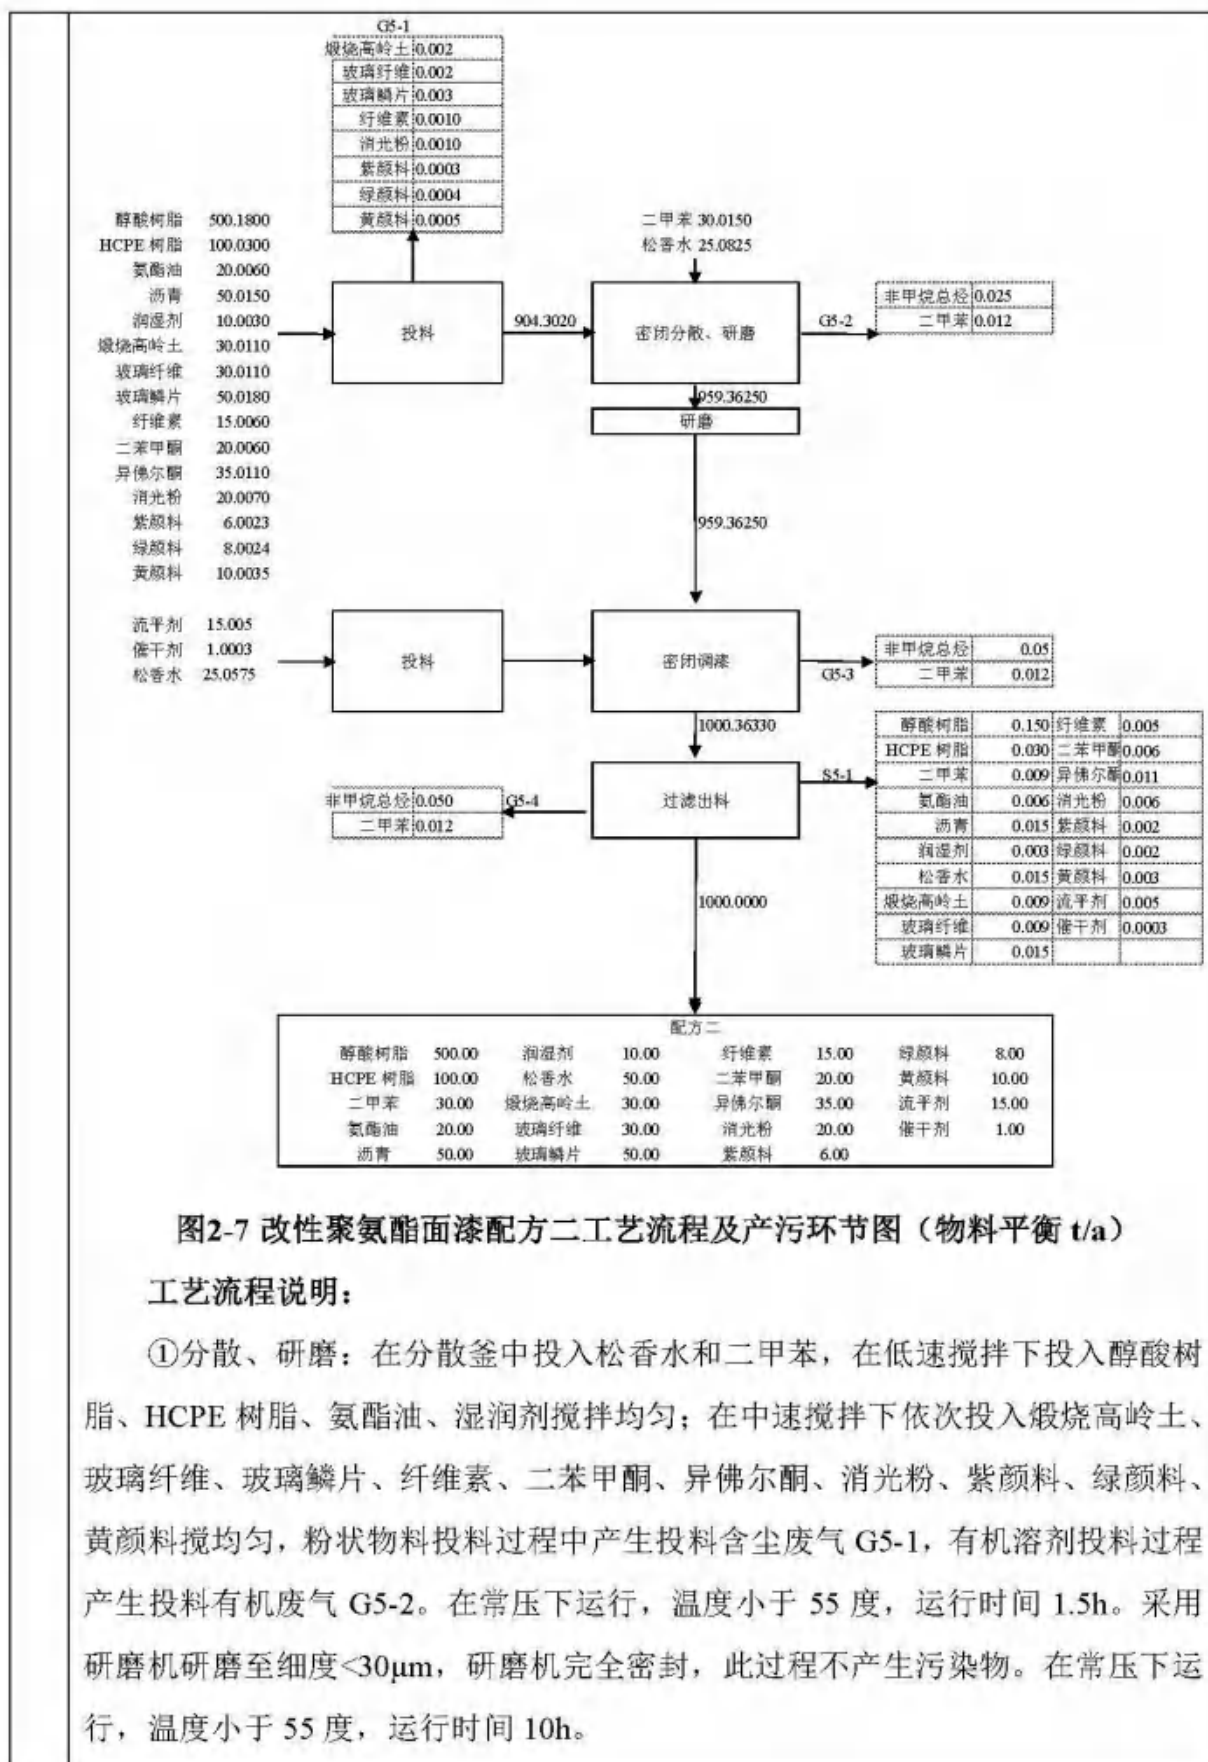 G5-1
煅烧高岭土 0.002
玻璃纤维 0.002
玻璃鳞片 0.003
纤维素 0.0010
消光粉 0.0010
紫颜料 0.0003
绿颜料 0.0004
黄颜料 0.0005
醇酸树脂 500.1800
HCPE 树脂 100.0300
氨酯油 20.0060
沥青 50.0150
润湿剂 10.0030
煅烧高岭土 30.0110
玻璃纤维 30.0110
玻璃鳞片 50.0180
纤维素 15.0060
二苯甲酮 20.0060
异佛尔酮 35.0110
消光粉 20.0070
紫颜料 6.0023
绿颜料 8.0024
黄颜料 10.0035
投料
904.3020
二甲苯 30.0150
松香水 25.0825
密闭分散、研磨
G5-2
非甲烷总烃 0.025
二甲苯 0.012
959.36250
研磨
959.36250
流平剂 15.005
催干剂 1.0003
松香水 25.0575
投料
密闭调漆
G5-3
非甲烷总烃 0.05
二甲苯 0.012
1000.36330
过滤出料
G5-4
非甲烷总烃 0.050
二甲苯 0.012
S5-1
醇酸树脂 0.150 纤维素 0.005
HCPE 树脂 0.030 二苯甲酮 0.006
二甲苯 0.009 异佛尔酮 0.011
氨酯油 0.006 消光粉 0.006
沥青 0.015 紫颜料 0.002
润湿剂 0.003 绿颜料 0.002
松香水 0.015 黄颜料 0.003
煅烧高岭土 0.009 流平剂 0.005
玻璃纤维 0.009 催干剂 0.0003
玻璃鳞片 0.015
1000.0000
配方二
醇酸树脂 500.00 润湿剂 10.00 纤维素 15.00 绿颜料 8.00
HCPE 树脂 100.00 松香水 50.00 二苯甲酮 20.00 黄颜料 10.00
二甲苯 30.00 煅烧高岭土 30.00 异佛尔酮 35.00 流平剂 15.00
氨酯油 20.00 玻璃纤维 30.00 消光粉 20.00 催干剂 1.00
沥青 50.00 玻璃鳞片 50.00 紫颜料 6.00
图2-7 改性聚氨酯面漆配方二工艺流程及产污环节图（物料平衡 t/a）
工艺流程说明：
①分散、研磨：在分散釜中投入松香水和二甲苯，在低速搅拌下投入醇酸树
脂、HCPE 树脂、氨酯油、湿润剂搅拌均匀；在中速搅拌下依次投入煅烧高岭土、
玻璃纤维、玻璃鳞片、纤维素、二苯甲酮、异佛尔酮、消光粉、紫颜料、绿颜料、
黄颜料搅均匀，粉状物料投料过程中产生投料含尘废气 G5-1，有机溶剂投料过程
产生投料有机废气 G5-2。在常压下运行，温度小于 55 度，运行时间 1.5h。采用
研磨机研磨至细度<30μm，研磨机完全密封，此过程不产生污染物。在常压下运
行，温度小于 55 度，运行时间 10h。